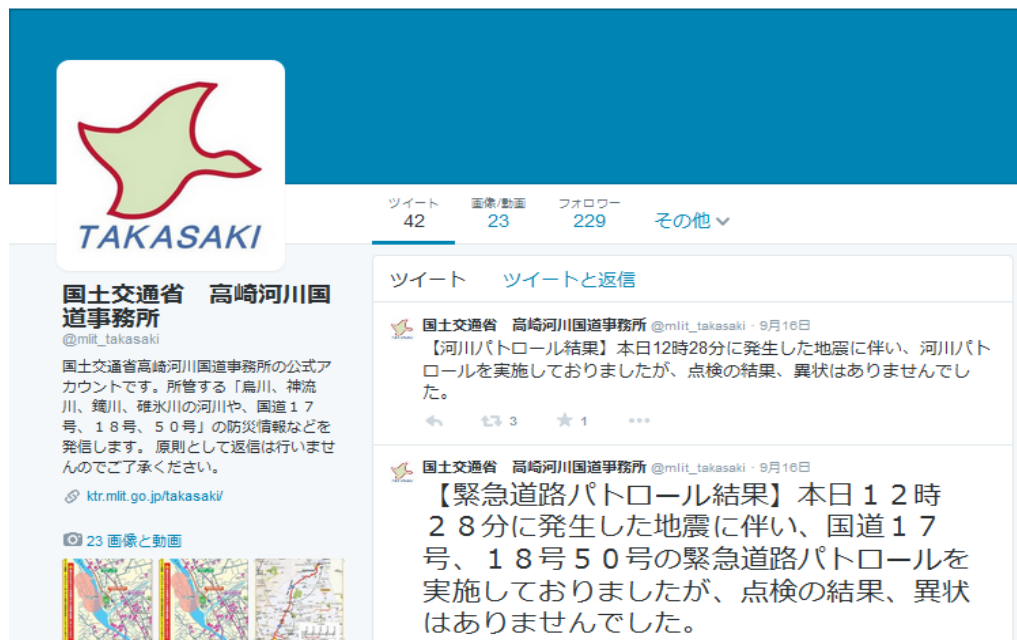 TAKASAKI
ツイート 画像/動画 フォロワー
42 23 229 その他
国土交通省　高崎河川国
道事務所
@mlit_takasaki
国土交通省高崎河川国道事務所の公式ア
カウントです。所管する「烏川、神流
川、鏑川、碓氷川の河川や、国道１７
号、１８号、５０号」の防災情報などを
発信します。 原則として返信は行いませ
んのでご了承ください。
ktr.mlit.go.jp/takasaki/
23 画像と動画
ツイート ツイートと返信
国土交通省　高崎河川国道事務所 @mlit_takasaki · 9月16日
【河川パトロール結果】本日12時28分に発生した地震に伴い、河川パト
ロールを実施しておりましたが、点検の結果、異状はありませんでし
た。
3 1
国土交通省　高崎河川国道事務所 @mlit_takasaki · 9月16日
【緊急道路パトロール結果】本日１２時
２８分に発生した地震に伴い、国道１７
号、１８号５０号の緊急道路パトロールを
実施しておりましたが、点検の結果、異状
はありませんでした。